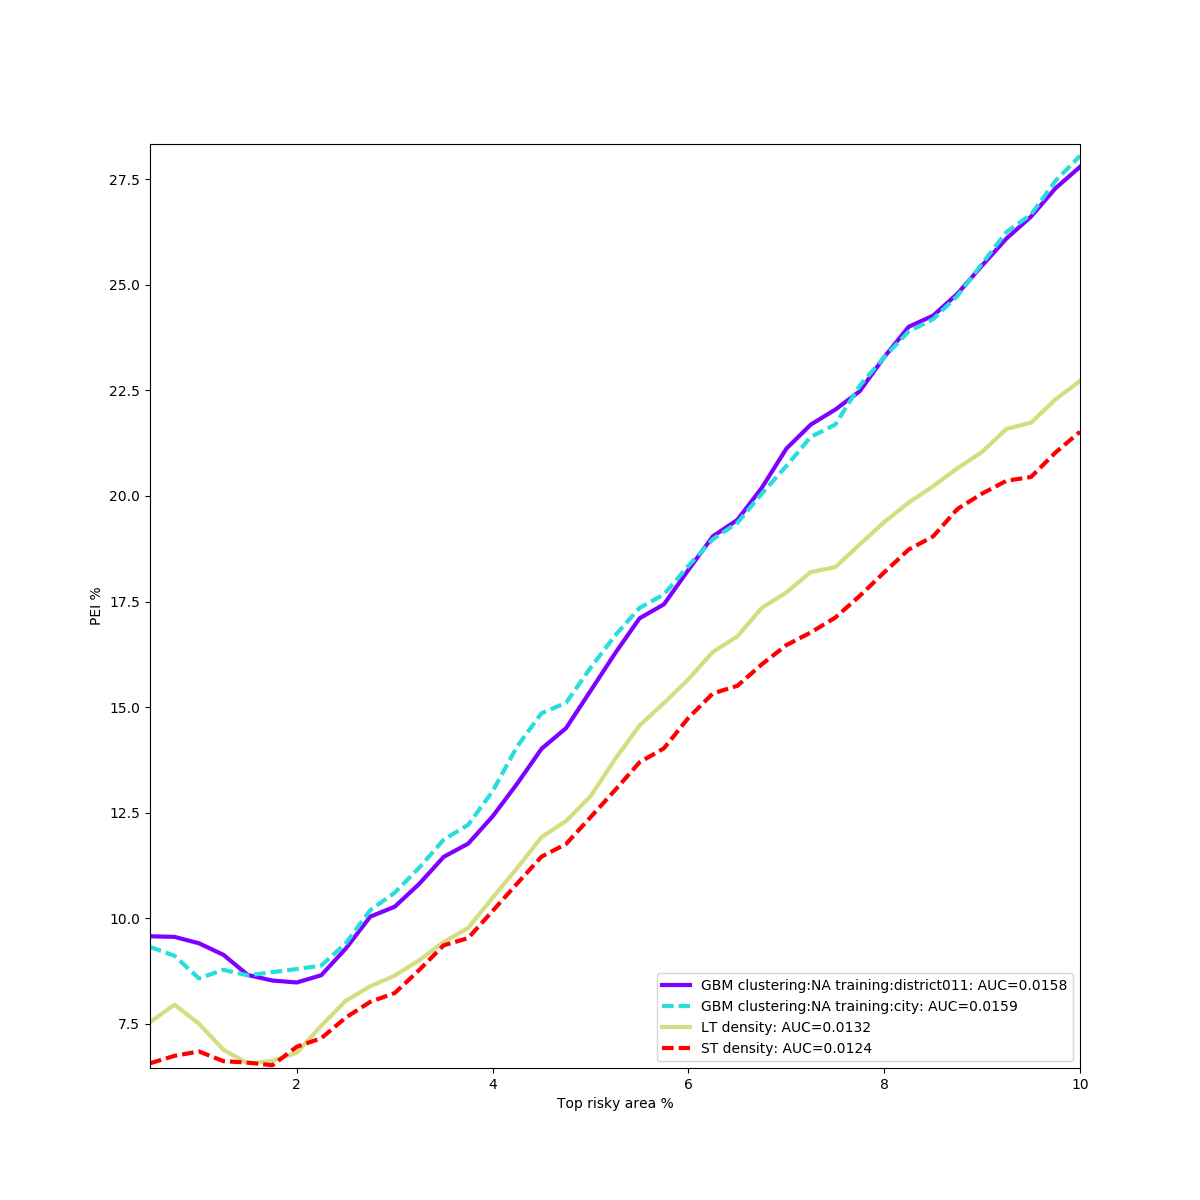 27.5
25.0
22.5
20.0
17.5
15.0
12.5
10.0
7.5
PEI %
2 4 6 8 10
Top risky area %
GBM clustering:NA training:district011: AUC=0.0158
GBM clustering:NA training:city: AUC=0.0159
LT density: AUC=0.0132
ST density: AUC=0.0124